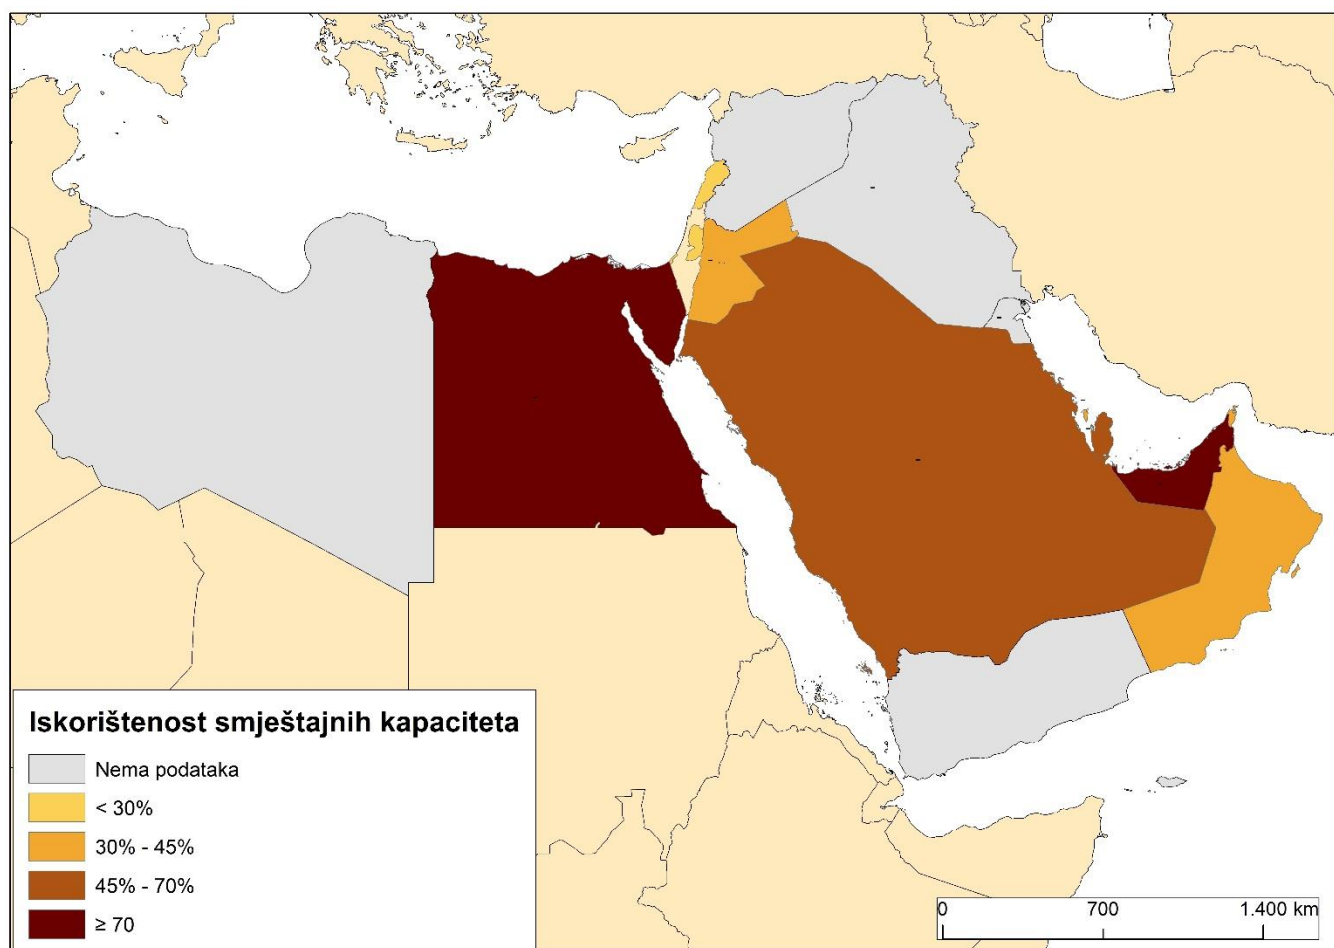 Iskorištenost smještajnih kapaciteta
Nema podataka
< 30%
30% - 45%
45% - 70%
≥ 70
0 700 1.400 km